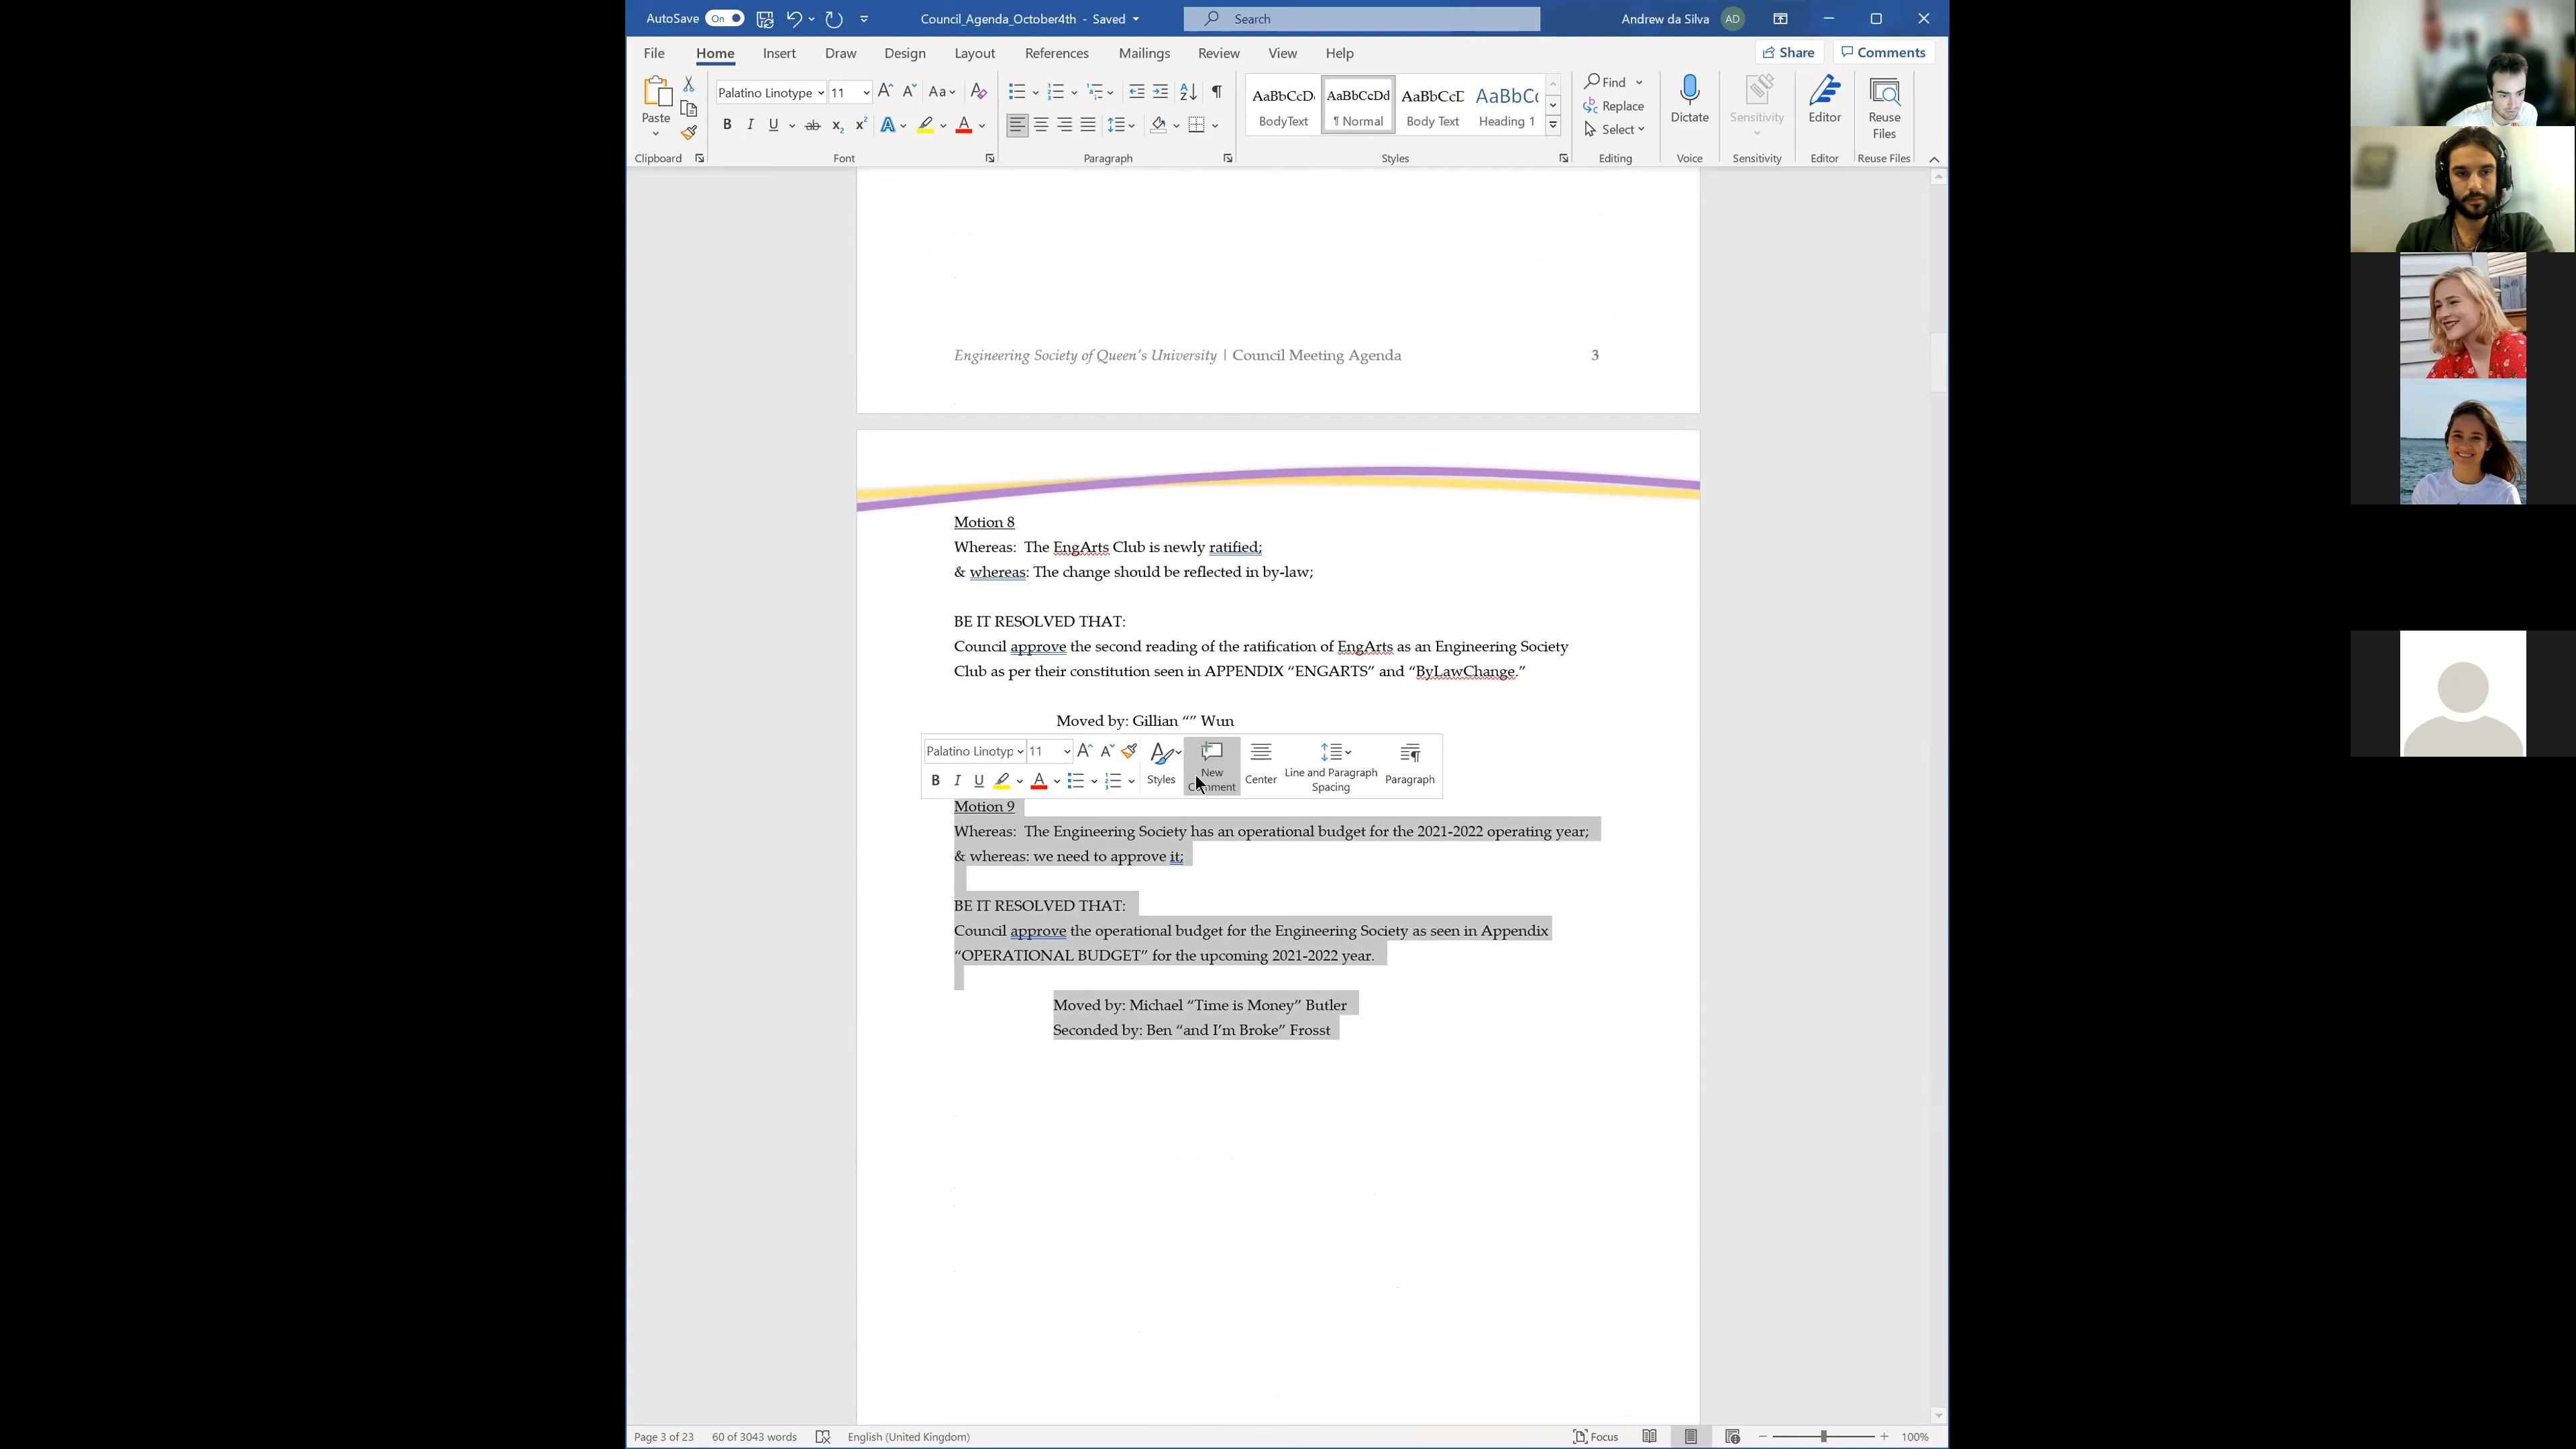 AutoSave On Council_Agenda_October4th - Saved Search Andrew da Silva AD
File Home Insert Draw Design Layout References Mailings Review View Help Share Comments
Paste
Palatino Linotype 11 Aa
B I U ab x₂ x² A A
AaBbCcD AaBbCcDd AaBbCcD AaBbC
BodyText ¶ Normal Body Text Heading 1
Find
Replace
Select
Dictate Sensitivity Editor Reuse Files
Clipboard Font Paragraph Styles Editing Voice Sensitivity Editor Reuse Files
Engineering Society of Queen's University | Council Meeting Agenda 3
Motion 8
Whereas: The EngArts Club is newly ratified;
& whereas: The change should be reflected in by-law;
BE IT RESOLVED THAT:
Council approve the second reading of the ratification of EngArts as an Engineering Society
Club as per their constitution seen in APPENDIX “ENGARTS” and “ByLawChange.”
Moved by: Gillian “” Wun
Palatino Linotyp 11
B I U A Styles New Comment Center Line and Paragraph Spacing Paragraph
Motion 9
Whereas: The Engineering Society has an operational budget for the 2021-2022 operating year;
& whereas: we need to approve it;
BE IT RESOLVED THAT:
Council approve the operational budget for the Engineering Society as seen in Appendix
“OPERATIONAL BUDGET” for the upcoming 2021-2022 year.
Moved by: Michael “Time is Money” Butler
Seconded by: Ben “and I’m Broke” Frosst
Page 3 of 23 60 of 3043 words English (United Kingdom) Focus 100%